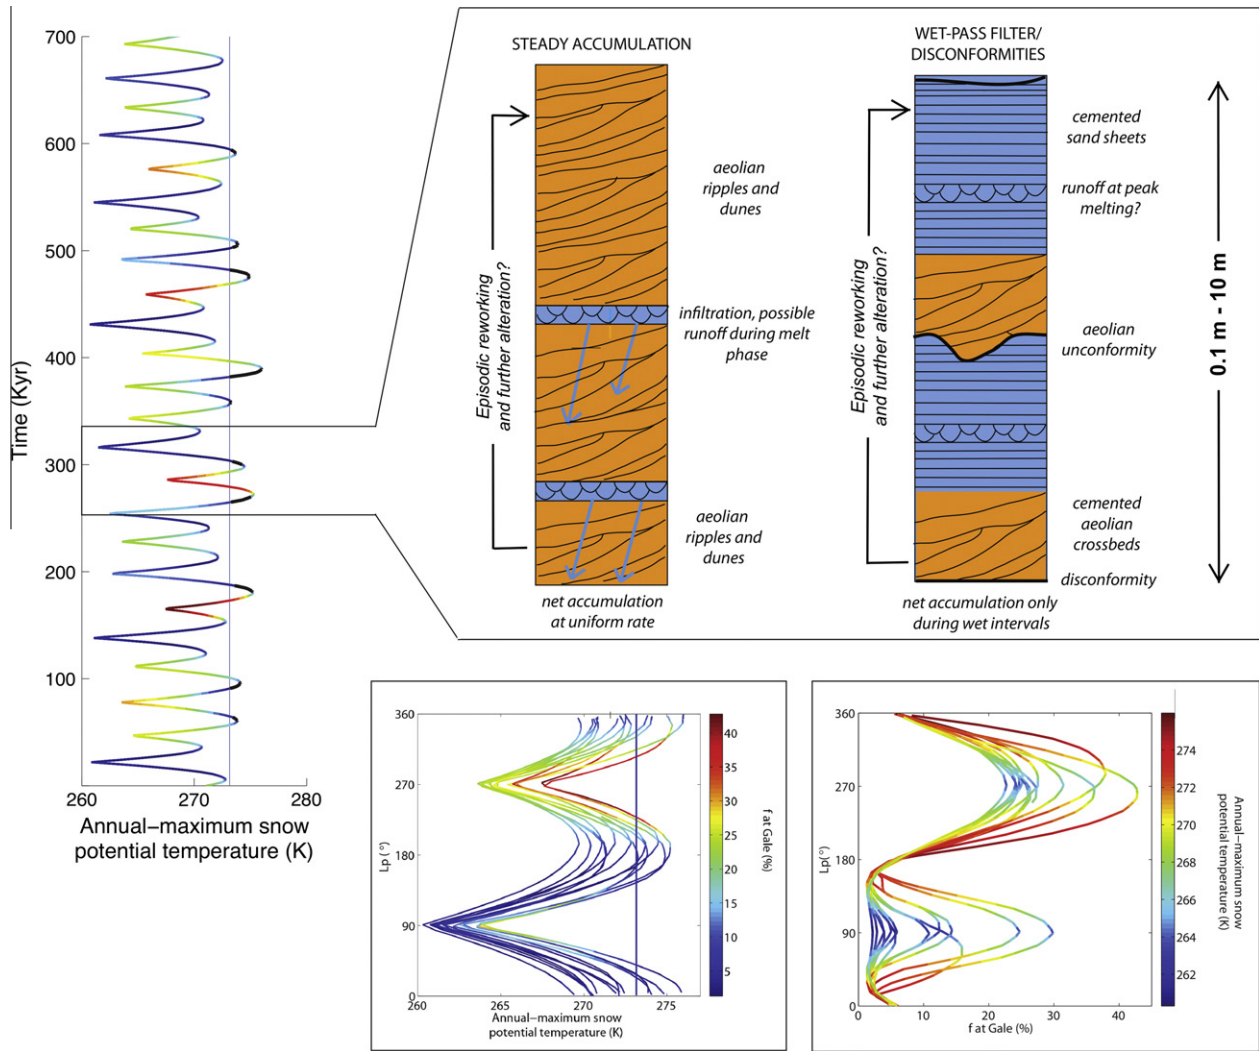 700
600
500
400
300
200
100
Time (Kyr)
260
270
280
Annual–maximum snow
potential temperature (K)
STEADY ACCUMULATION
Episodic reworking
and further alteration?
aeolian
ripples and
dunes
infiltration, possible
runoff during melt
phase
aeolian
ripples and
dunes
net accumulation
at uniform rate
WET-PASS FILTER/
DISCONFORMITIES
Episodic reworking
and further alteration?
cemented
sand sheets
runoff at peak
melting?
aeolian
unconformity
cemented
aeolian
crossbeds
disconformity
net accumulation only
during wet intervals
0.1 m - 10 m
360
270
180
90
0
Lp(°)
260
265
270
275
Annual−maximum snow
potential temperature (K)
40
35
30
25
20
15
10
5
f at Gale (%)
360
270
180
90
0
Lp(°)
0
10
20
30
40
f at Gale (%)
274
272
270
268
266
264
262
Annual−maximum snow
potential temperature
(K)